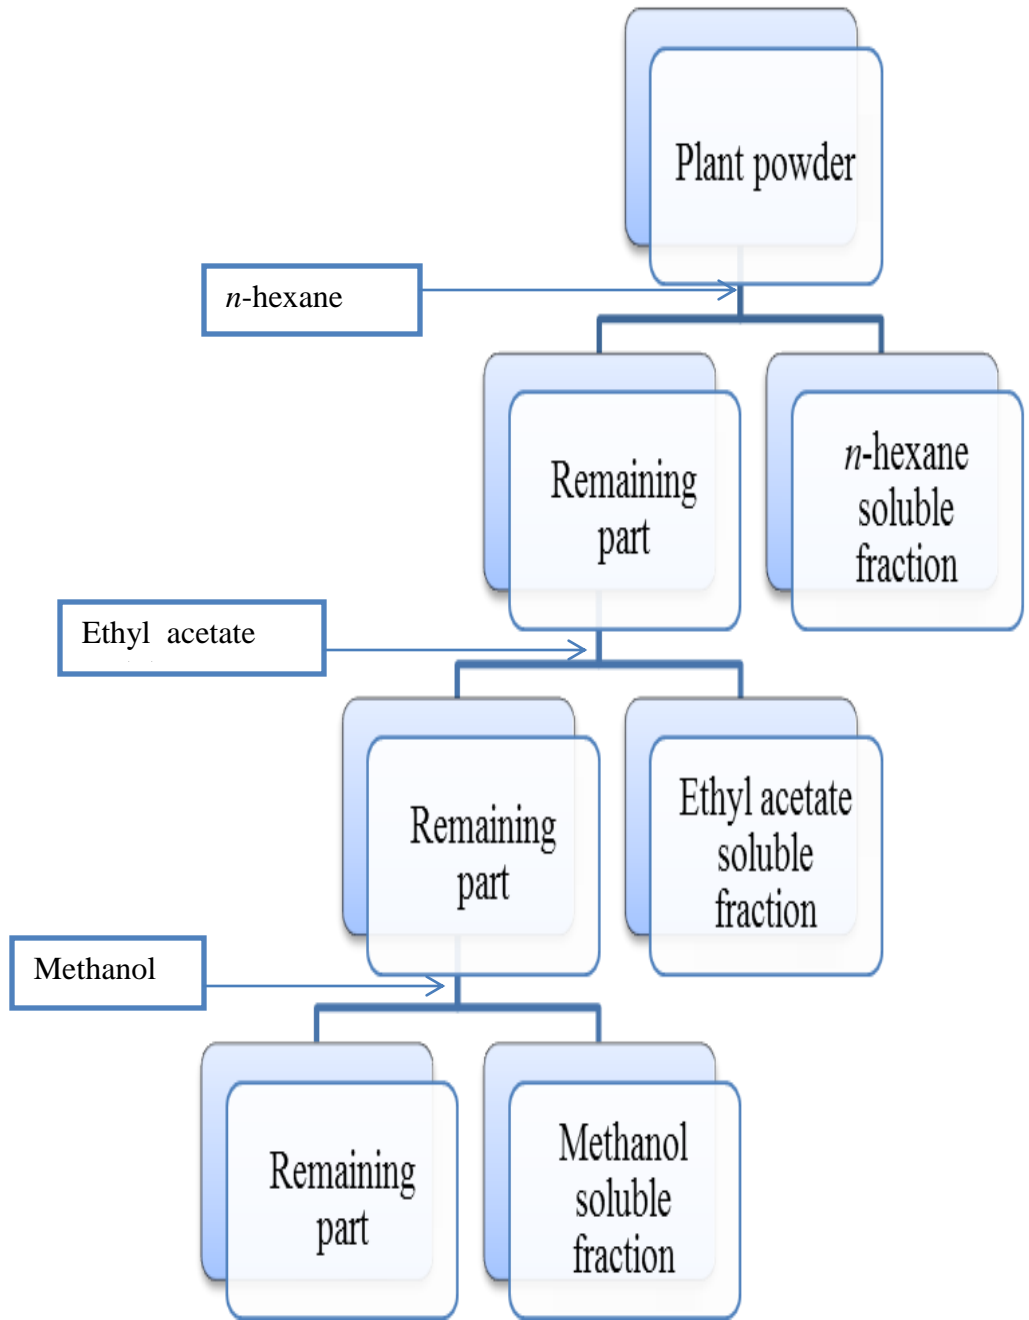 Plant powder
n-hexane
Remaining
part
n-hexane
soluble
fraction
Ethyl acetate
Remaining
part
Ethyl acetate
soluble
fraction
Methanol
Remaining
part
Methanol
soluble
fraction